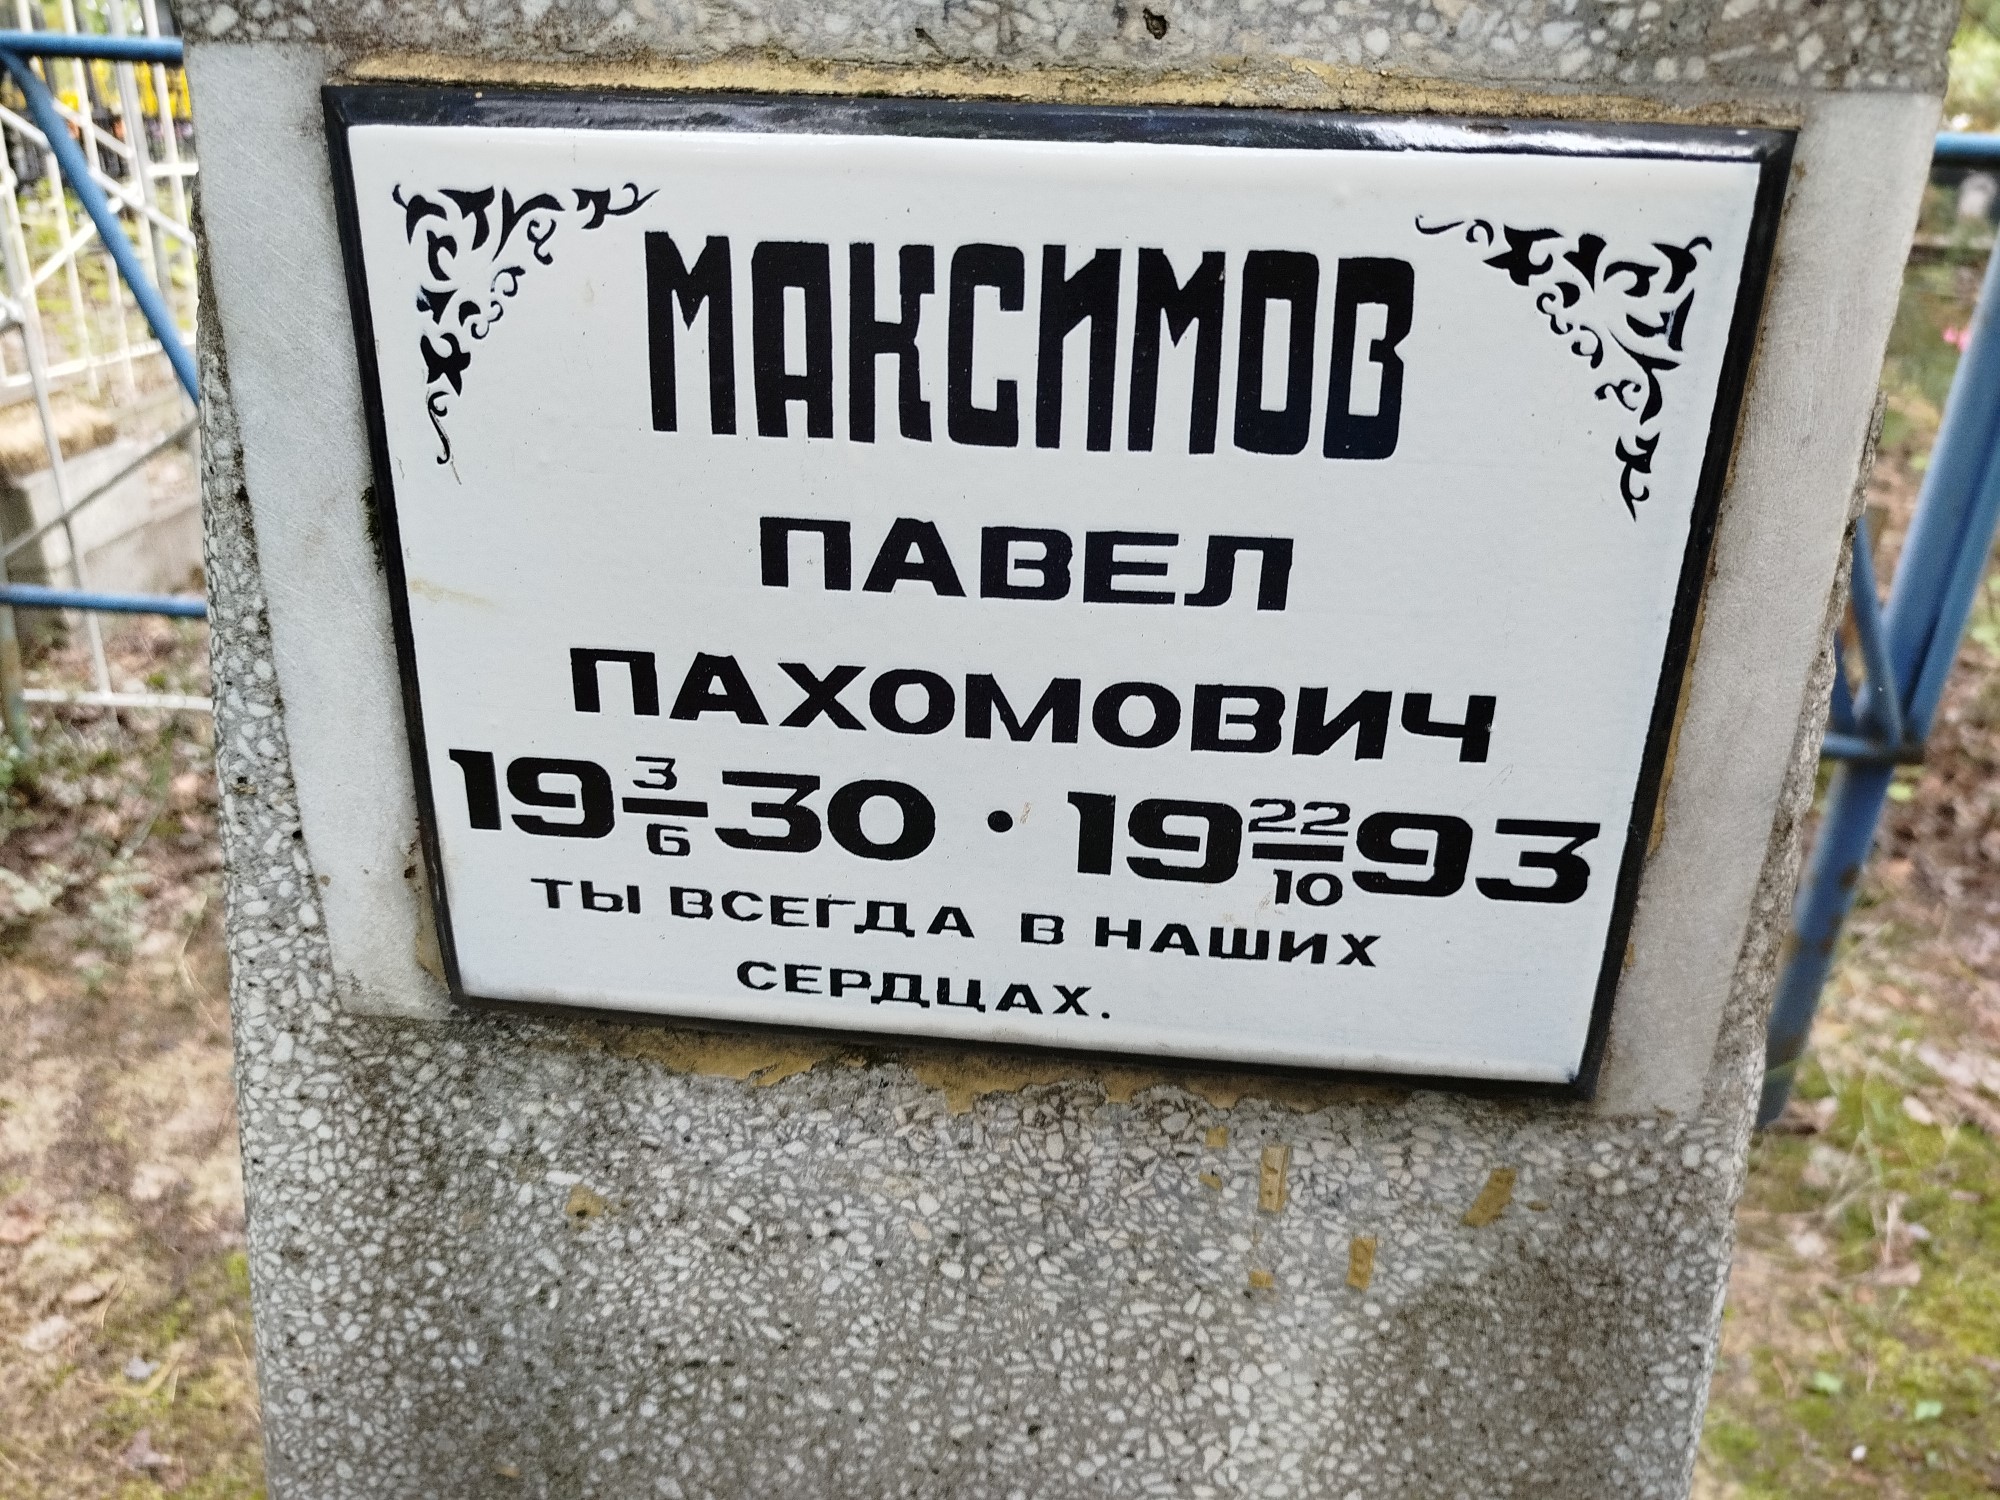 МАКСИМОВ
ПАВЕЛ
ПАХОМОВИЧ
19 3/6 30 · 19 22/10 93
ТЫ ВСЕГДА В НАШИХ
СЕРДЦАХ.